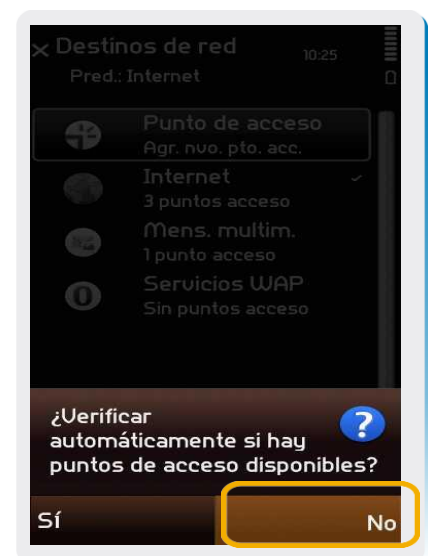 Destinos de red
10:25
Pred.: Internet
Punto de acceso
Agr. nvo. pto. acc.
Internet
3 puntos acceso
Mens. multim.
1 punto acceso
Servicios WAP
Sin puntos acceso
¿Verificar
automáticamente si hay
puntos de acceso disponibles?
Sí
No